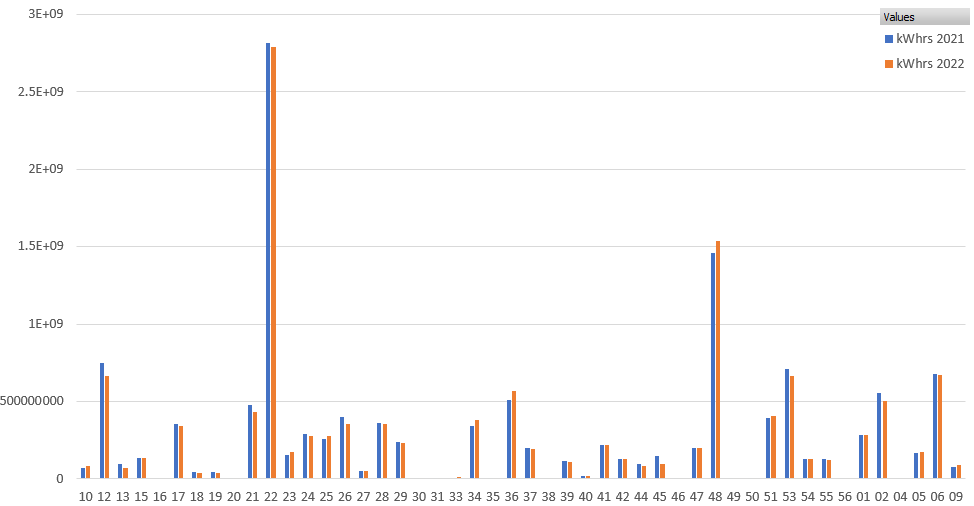 Values
kWhrs 2021
kWhrs 2022
3E+09
2.5E+09
2E+09
1.5E+09
1E+09
500000000
0
10 12 13 15 16 17 18 19 20 21 22 23 24 25 26 27 28 29 30 31 33 34 35 36 37 38 39 40 41 42 44 45 46 47 48 49 50 51 53 54 55 56 01 02 04 05 06 09